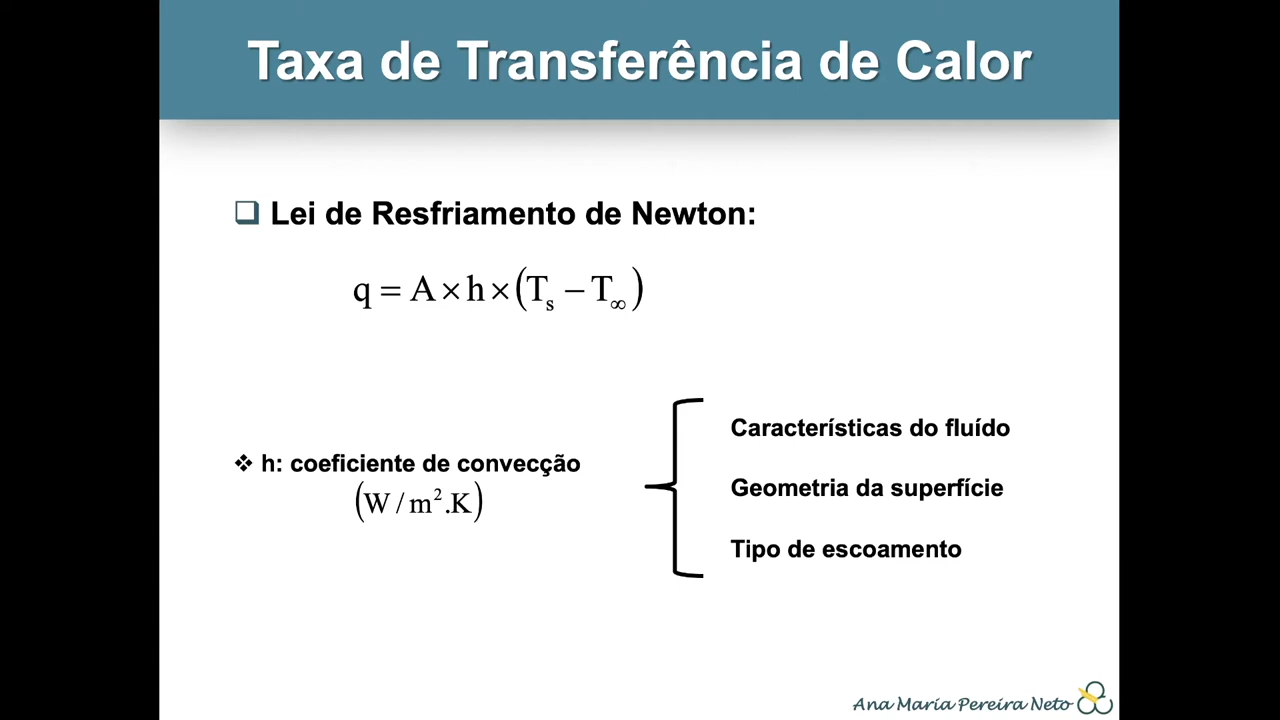 Taxa de Transferência de Calor
❑ Lei de Resfriamento de Newton:
q = A × h × (Ts − T∞)
❖ h: coeficiente de convecção
(W / m².K)
Características do fluído
Geometria da superfície
Tipo de escoamento
Ana Maria Pereira Neto